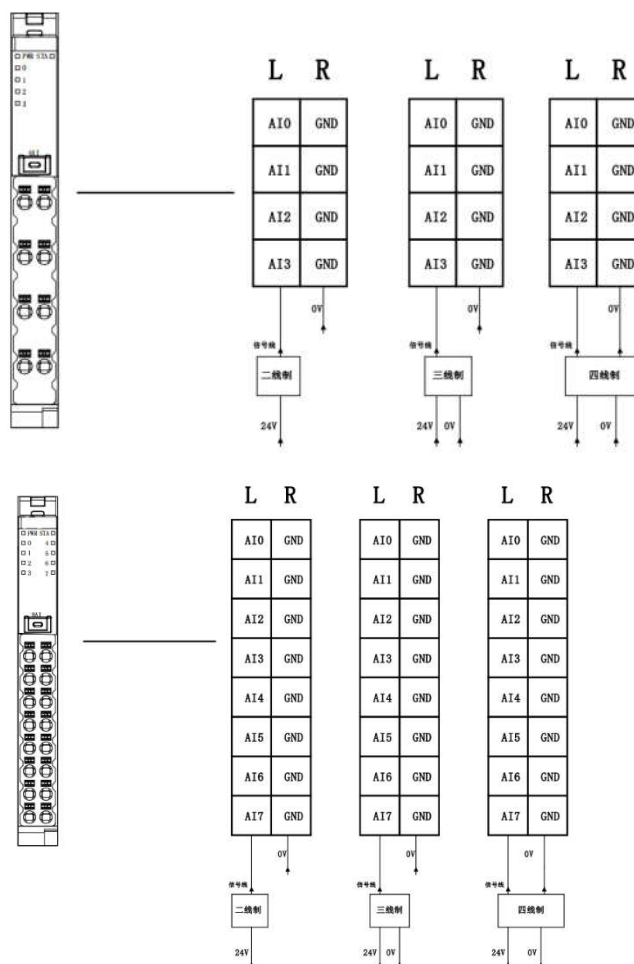 PWR STA
0
1
2
3
4AI
L R L R L R
AI0 GND AI0 GND AI0 GND
AI1 GND AI1 GND AI1 GND
AI2 GND AI2 GND AI2 GND
AI3 GND AI3 GND AI3 GND
0V 0V 0V
信号线 信号线 信号线
二线制 三线制 四线制
24V 24V 0V 24V 0V
PWR STA
0 4
1 5
2 6
3 7
8AI
L R L R L R
AI0 GND AI0 GND AI0 GND
AI1 GND AI1 GND AI1 GND
AI2 GND AI2 GND AI2 GND
AI3 GND AI3 GND AI3 GND
AI4 GND AI4 GND AI4 GND
AI5 GND AI5 GND AI5 GND
AI6 GND AI6 GND AI6 GND
AI7 GND AI7 GND AI7 GND
0V 0V 0V
信号线 信号线 信号线
二线制 三线制 四线制
24V 24V 0V 24V 0V